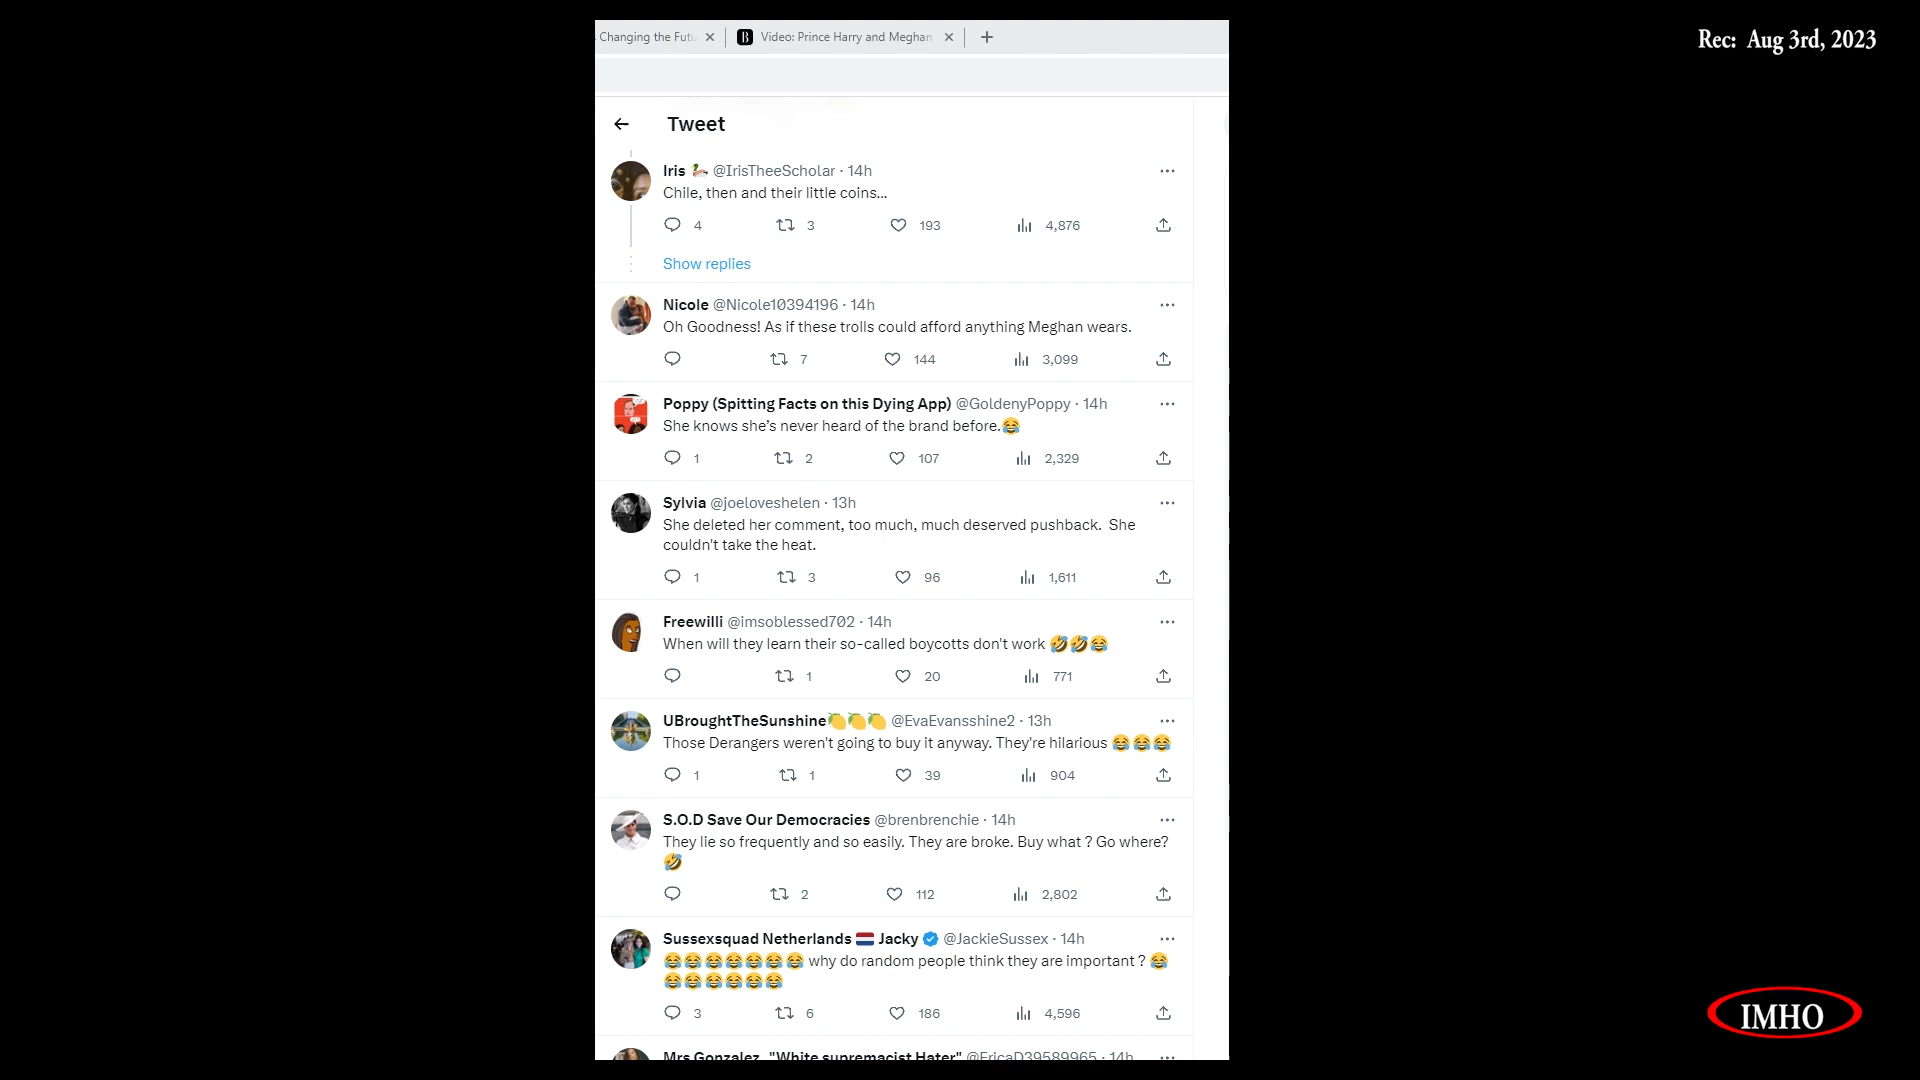 Changing the Futu
Video: Prince Harry and Meghan
Rec: Aug 3rd, 2023
Tweet
Iris 🦆 @IrisTheeScholar · 14h
Chile, then and their little coins...
4 3 193 4,876
Show replies
Nicole @Nicole10394196 · 14h
Oh Goodness! As if these trolls could afford anything Meghan wears.
7 144 3,099
Poppy (Spitting Facts on this Dying App) @GoldenyPoppy · 14h
She knows she's never heard of the brand before.😂
1 2 107 2,329
Sylvia @joeloveshelen · 13h
She deleted her comment, too much, much deserved pushback. She
couldn't take the heat.
1 3 96 1,611
Freewilli @imsoblessed702 · 14h
When will they learn their so-called boycotts don't work 🤣🤣😂
1 20 771
UBroughtTheSunshine🍋🍋🍋 @EvaEvansshine2 · 13h
Those Derangers weren't going to buy it anyway. They're hilarious 😂😂😂
1 1 39 904
S.O.D Save Our Democracies @brenbrenchie · 14h
They lie so frequently and so easily. They are broke. Buy what ? Go where?
🤣
2 112 2,802
Sussexsquad Netherlands 🇳🇱 Jacky @JackieSussex · 14h
😂😂😂😂😂😂😂 why do random people think they are important ? 😂
😂😂😂😂😂😂
3 6 186 4,596
Mrs Gonzalez, "White supremacist Hater" @EricaD39589965 · 14h
IMHO